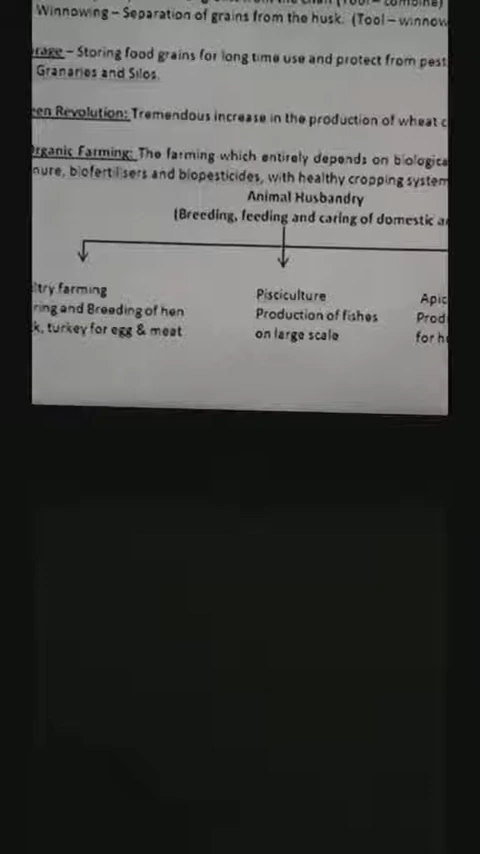 Winnowing – Separation of grains from the husk. (Tool – winnow
rage – Storing food grains for long time use and protect from pest
Granaries and Silos.
een Revolution: Tremendous increase in the production of wheat
Organic Farming: The farming which entirely depends on biologica
nure, biofertilisers and biopesticides, with healthy cropping system
Animal Husbandry
(Breeding, feeding and caring of domestic
ltry farming
ring and Breeding of hen
k, turkey for egg & meat
Pisciculture
Production of fishes
on large scale
Apic
Prod
for h